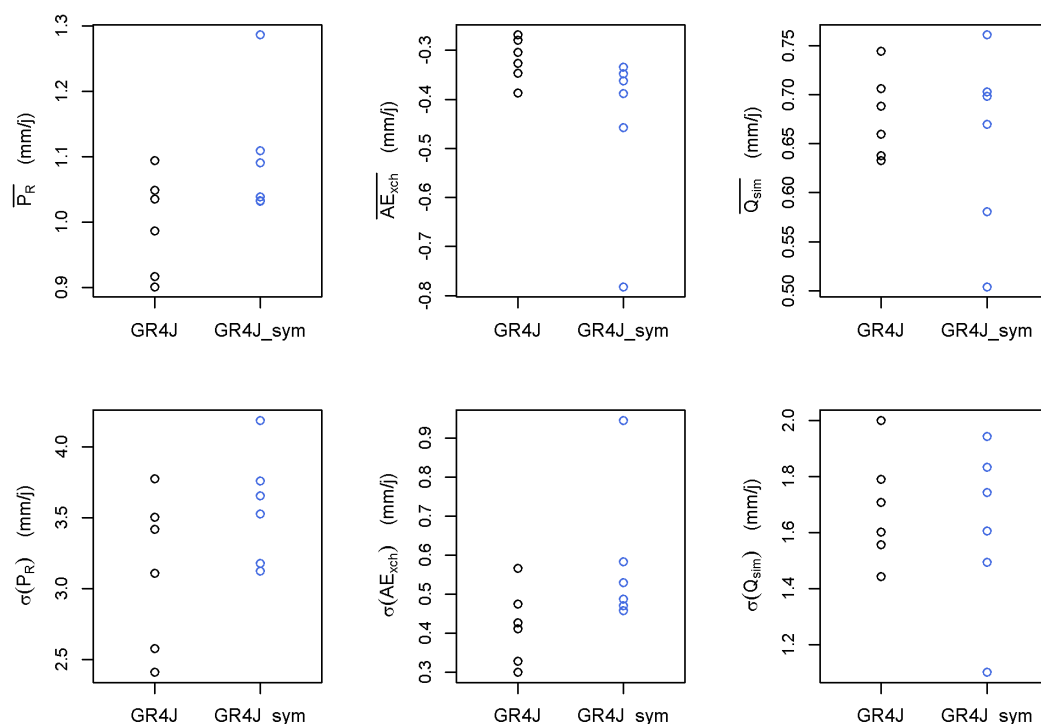 P_R (mm/j)
1.3
1.2
1.1
1.0
0.9
GR4J GR4J_sym
AE_xch (mm/j)
-0.3
-0.4
-0.5
-0.6
-0.7
-0.8
GR4J GR4J_sym
Q_sim (mm/j)
0.75
0.70
0.65
0.60
0.55
0.50
GR4J GR4J_sym
σ(P_R) (mm/j)
4.0
3.5
3.0
2.5
GR4J GR4J_sym
σ(AE_xch) (mm/j)
0.9
0.8
0.7
0.6
0.5
0.4
0.3
GR4J GR4J_sym
σ(Q_sim) (mm/j)
2.0
1.8
1.6
1.4
1.2
GR4J GR4J_sym